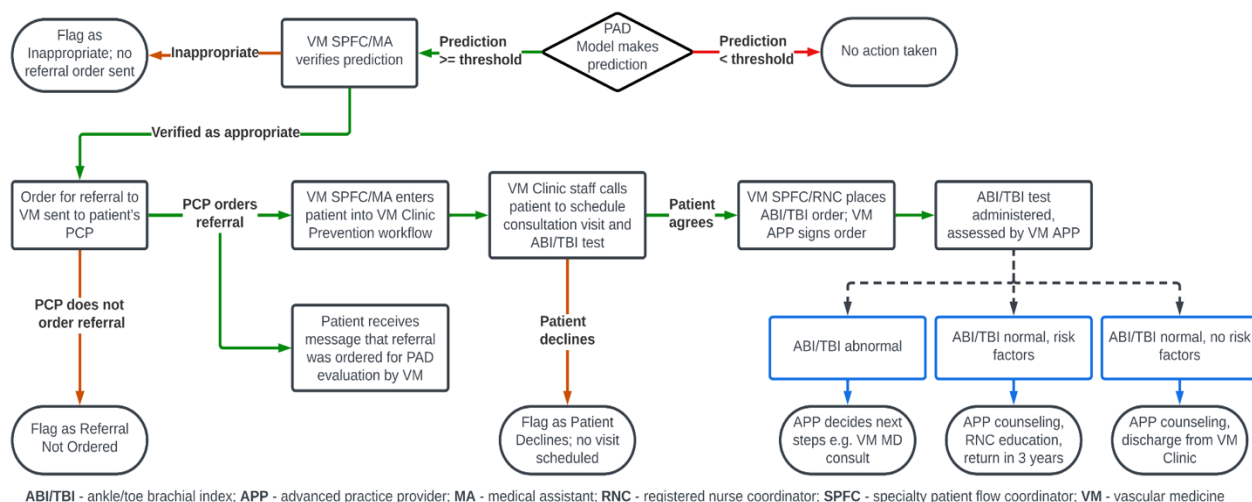 Flag as
Inappropriate; no
referral order sent
Inappropriate
VM SPFC/MA
verifies prediction
Prediction
>= threshold
PAD
Model makes
prediction
Prediction
< threshold
No action taken
Verified as appropriate
Order for referral to
VM sent to patient's
PCP
PCP orders
referral
VM SPFC/MA enters
patient into VM Clinic
Prevention workflow
VM Clinic staff calls
patient to schedule
consultation visit and
ABI/TBI test
Patient
agrees
VM SPFC/RNC places
ABI/TBI order; VM
APP signs order
ABI/TBI test
administered,
assessed by VM APP
PCP does not
order referral
Patient receives
message that referral
was ordered for PAD
evaluation by VM
Patient
declines
ABI/TBI abnormal
ABI/TBI normal, risk
factors
ABI/TBI normal, no risk
factors
Flag as Referral
Not Ordered
Flag as Patient
Declines; no visit
scheduled
APP decides next
steps e.g. VM MD
consult
APP counseling,
RNC education,
return in 3 years
APP counseling,
discharge from VM
Clinic
ABI/TBI - ankle/toe brachial index; APP - advanced practice provider; MA - medical assistant; RNC - registered nurse coordinator; SPFC - specialty patient flow coordinator; VM - vascular medicine